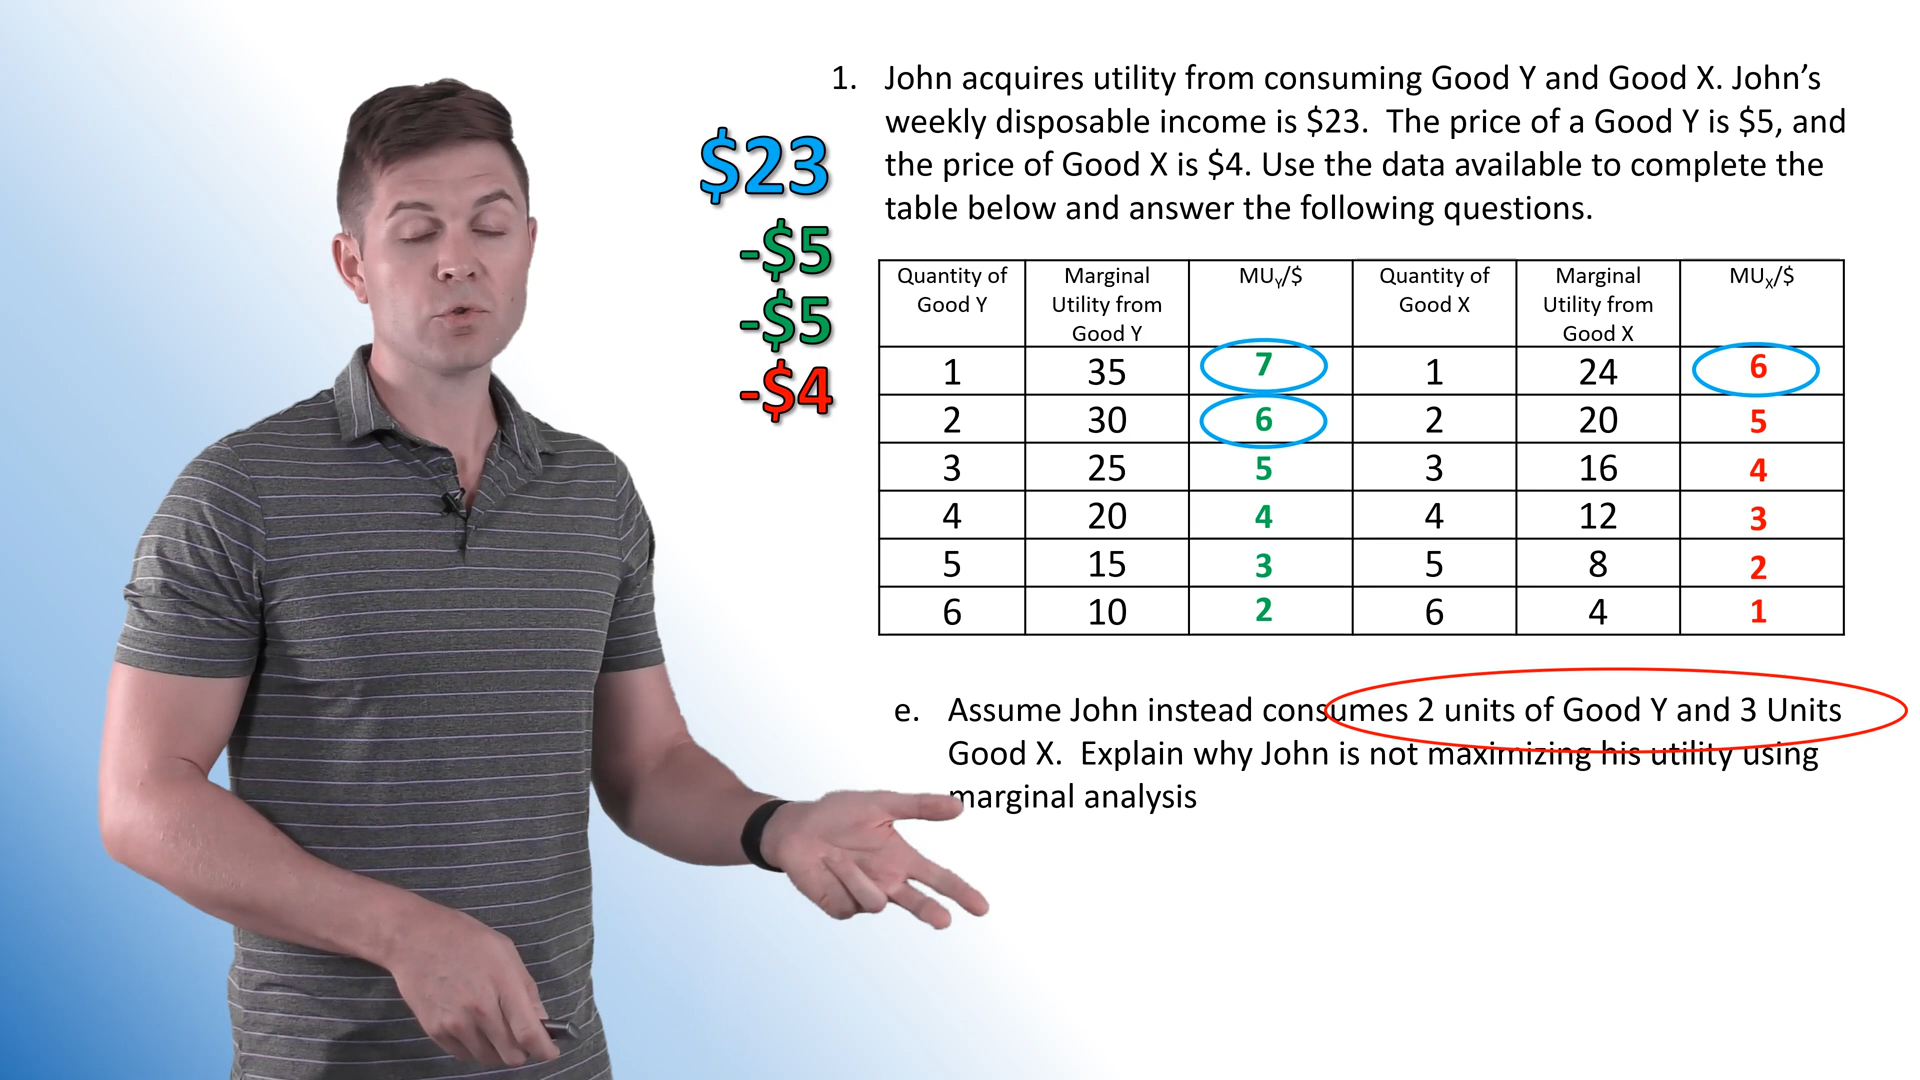 1. John acquires utility from consuming Good Y and Good X. John's
weekly disposable income is $23. The price of a Good Y is $5, and
the price of Good X is $4. Use the data available to complete the
table below and answer the following questions.
$23
-$5
-$5
-$4
Quantity of Good Y Marginal Utility from Good Y MUY/$ Quantity of Good X Marginal Utility from Good X MUX/$
1 35 7 1 24 6
2 30 6 2 20 5
3 25 5 3 16 4
4 20 4 4 12 3
5 15 3 5 8 2
6 10 2 6 4 1
e. Assume John instead consumes 2 units of Good Y and 3 Units
Good X. Explain why John is not maximizing his utility using
marginal analysis